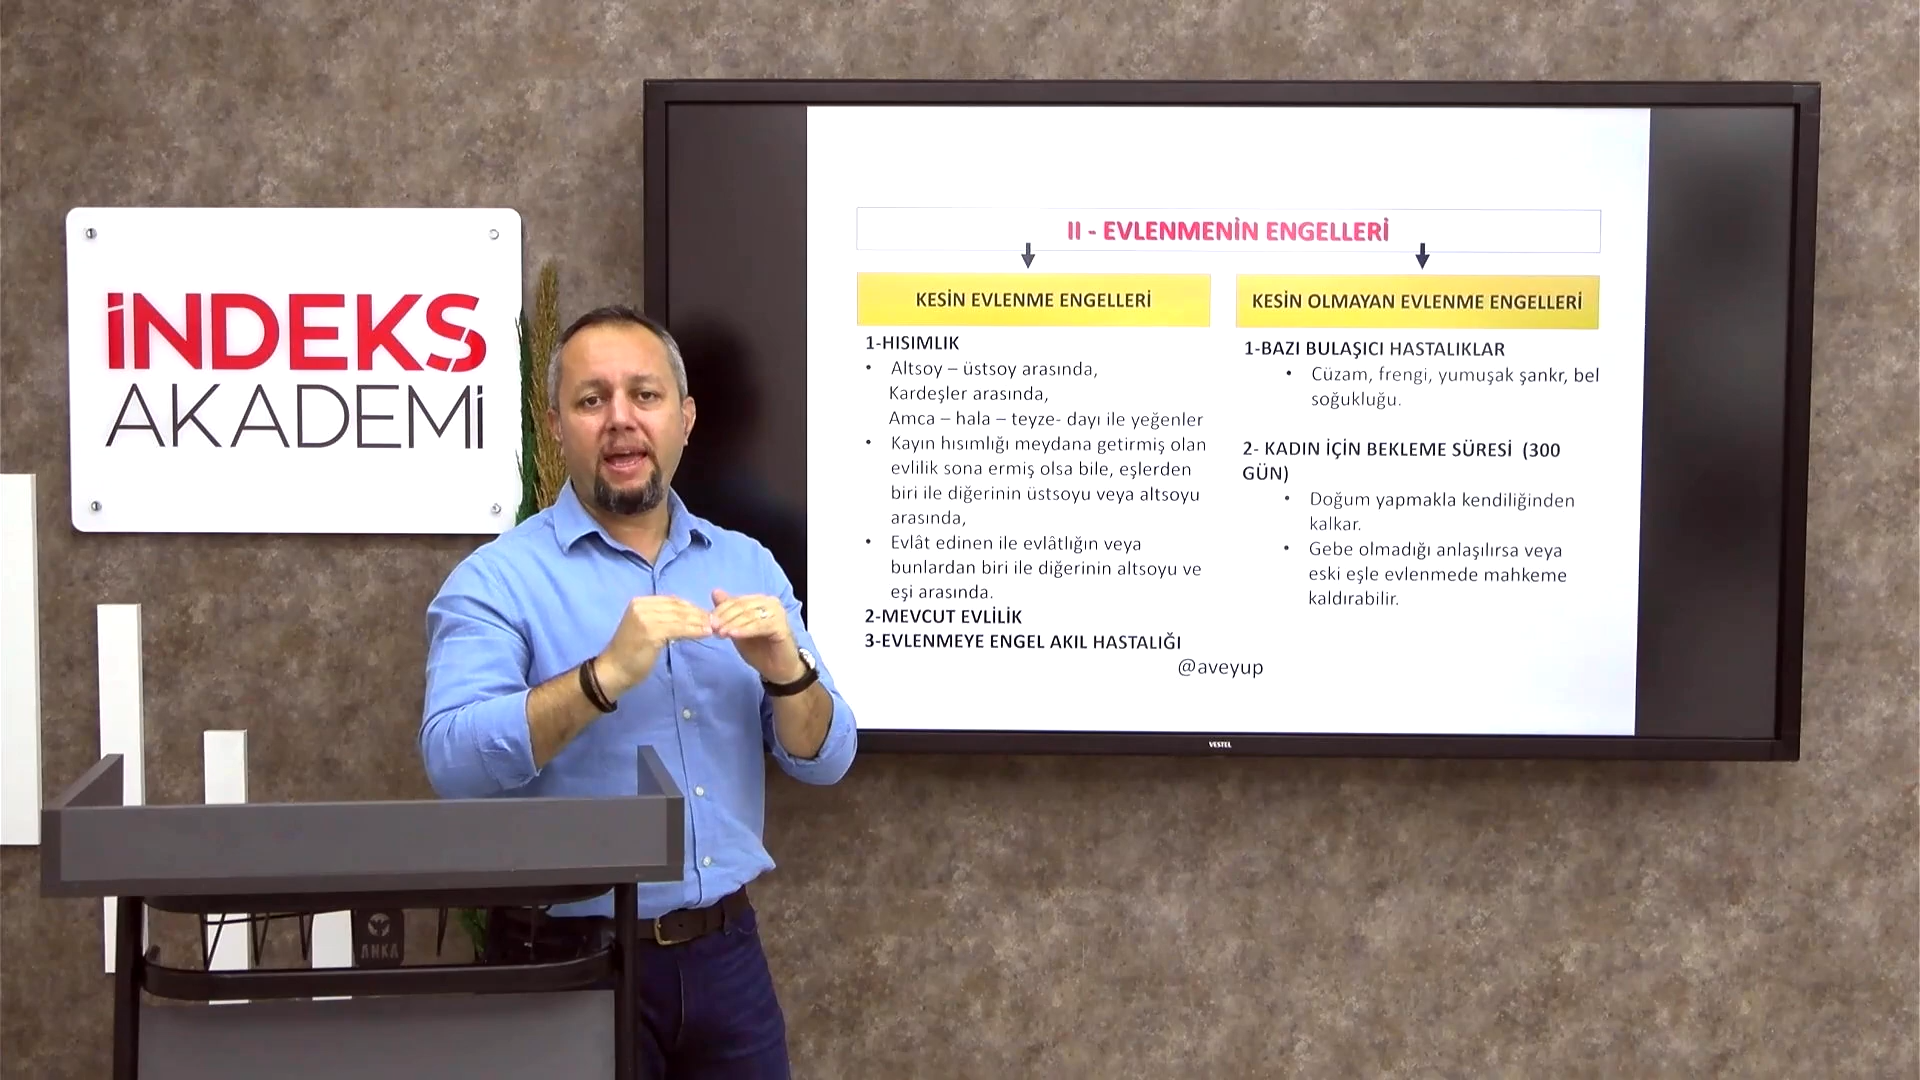 İNDEKS
AKADEMİ
II - EVLENMENİN ENGELLERİ
KESİN EVLENME ENGELLERİ
1-HISIMLIK
• Altsoy – üstsoy arasında,
Kardeşler arasında,
Amca – hala – teyze- dayı ile yeğenler
• Kayın hısımlığı meydana getirmiş olan
evlilik sona ermiş olsa bile, eşlerden
biri ile diğerinin üstsoyu veya altsoyu
arasında,
• Evlât edinen ile evlâtlığın veya
bunlardan biri ile diğerinin altsoyu ve
eşi arasında.
2-MEVCUT EVLİLİK
3-EVLENMEYE ENGEL AKIL HASTALIĞI
KESİN OLMAYAN EVLENME ENGELLERİ
1-BAZI BULAŞICI HASTALIKLAR
• Cüzam, frengi, yumuşak şankr, bel
soğukluğu.
2- KADIN İÇİN BEKLEME SÜRESİ (300
GÜN)
• Doğum yapmakla kendiliğinden
kalkar.
• Gebe olmadığı anlaşılırsa veya
eski eşle evlenmede mahkeme
kaldırabilir.
@aveyup
VESTEL
ANKA